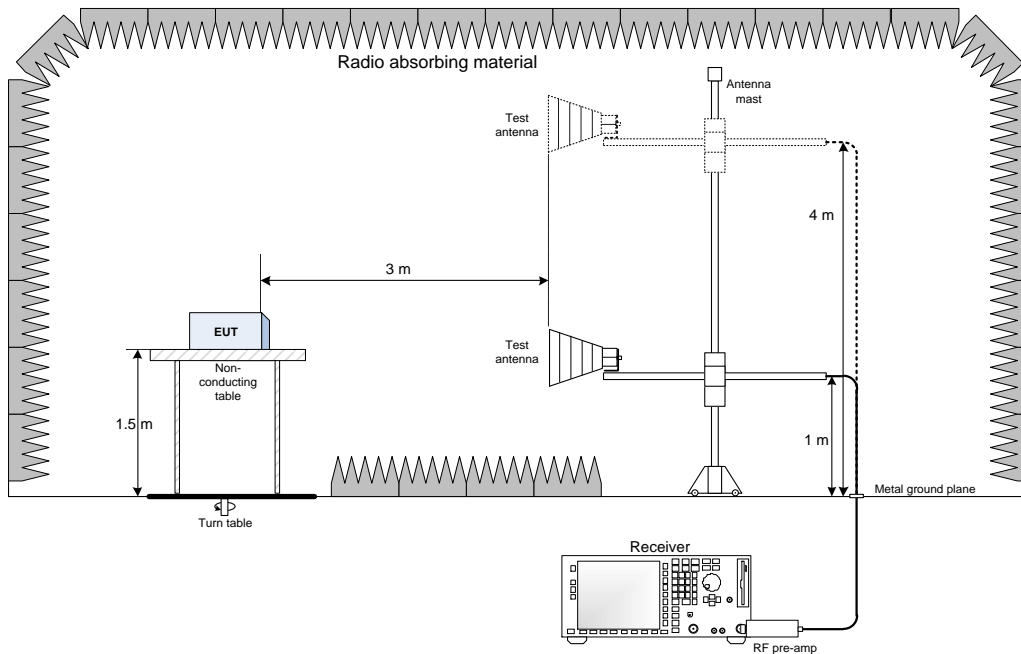 Radio absorbing material
Antenna
mast
Test
antenna
4 m
3 m
EUT
Test
antenna
Non-
conducting
table
1.5 m
1 m
Metal ground plane
Turn table
Receiver
RF pre-amp